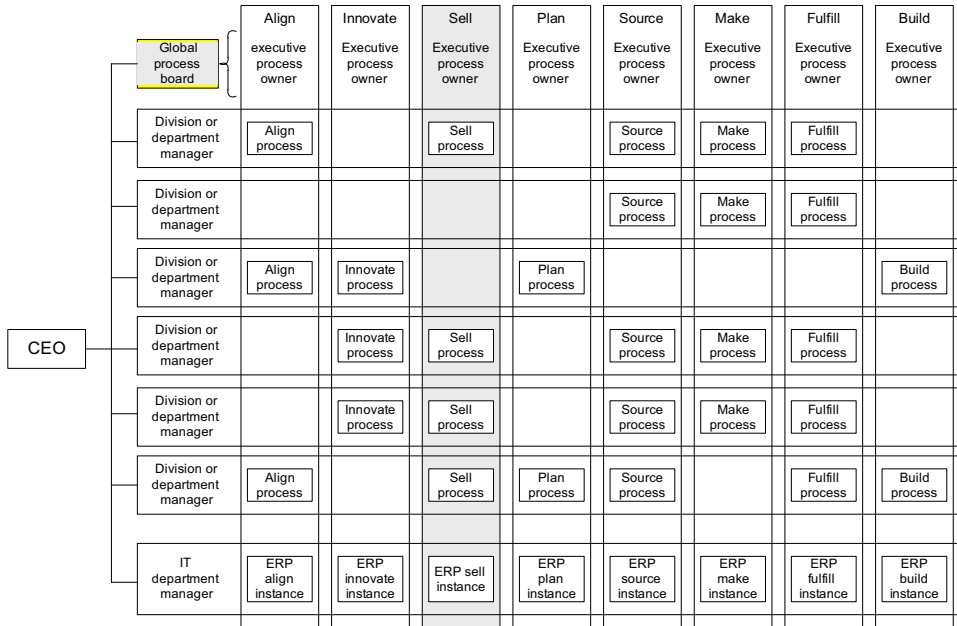 Align
Innovate
Sell
Plan
Source
Make
Fulfill
Build
Global
process
board
executive
process
owner
Executive
process
owner
Executive
process
owner
Executive
process
owner
Executive
process
owner
Executive
process
owner
Executive
process
owner
Executive
process
owner
Division or
department
manager
Align
process
Sell
process
Source
process
Make
process
Fulfill
process
Division or
department
manager
Source
process
Make
process
Fulfill
process
Division or
department
manager
Align
process
Innovate
process
Plan
process
Build
process
CEO
Division or
department
manager
Innovate
process
Sell
process
Source
process
Make
process
Fulfill
process
Division or
department
manager
Innovate
process
Sell
process
Source
process
Make
process
Fulfill
process
Division or
department
manager
Align
process
Sell
process
Plan
process
Source
process
Fulfill
process
Build
process
IT
department
manager
ERP
align
instance
ERP
innovate
instance
ERP sell
instance
ERP
plan
instance
ERP
source
instance
ERP
make
instance
ERP
fulfill
instance
ERP
build
instance